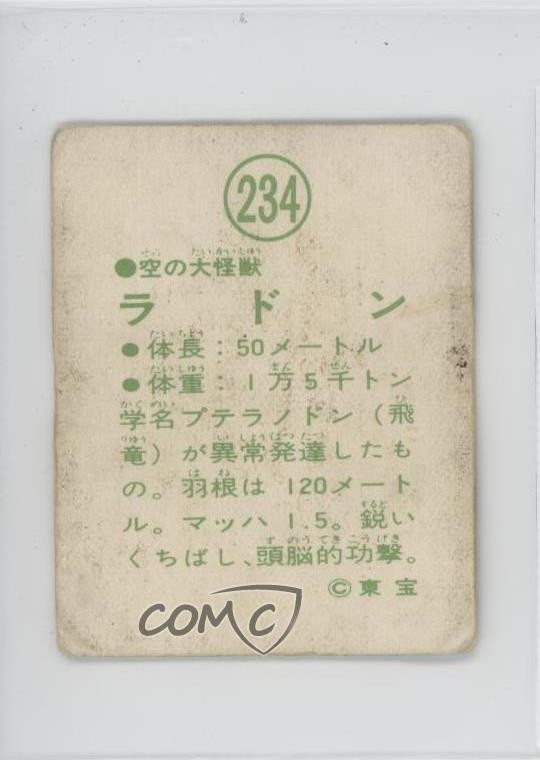 234
●空の大怪獣
ラドン
●体長：50メートル
●体重：1万5千トン
学名プテラノドン（飛
竜）が異常発達したも
の。羽根は120メート
ル。マッハ1.5。鋭い
くちばし、頭脳的功撃。
©東宝
COMC